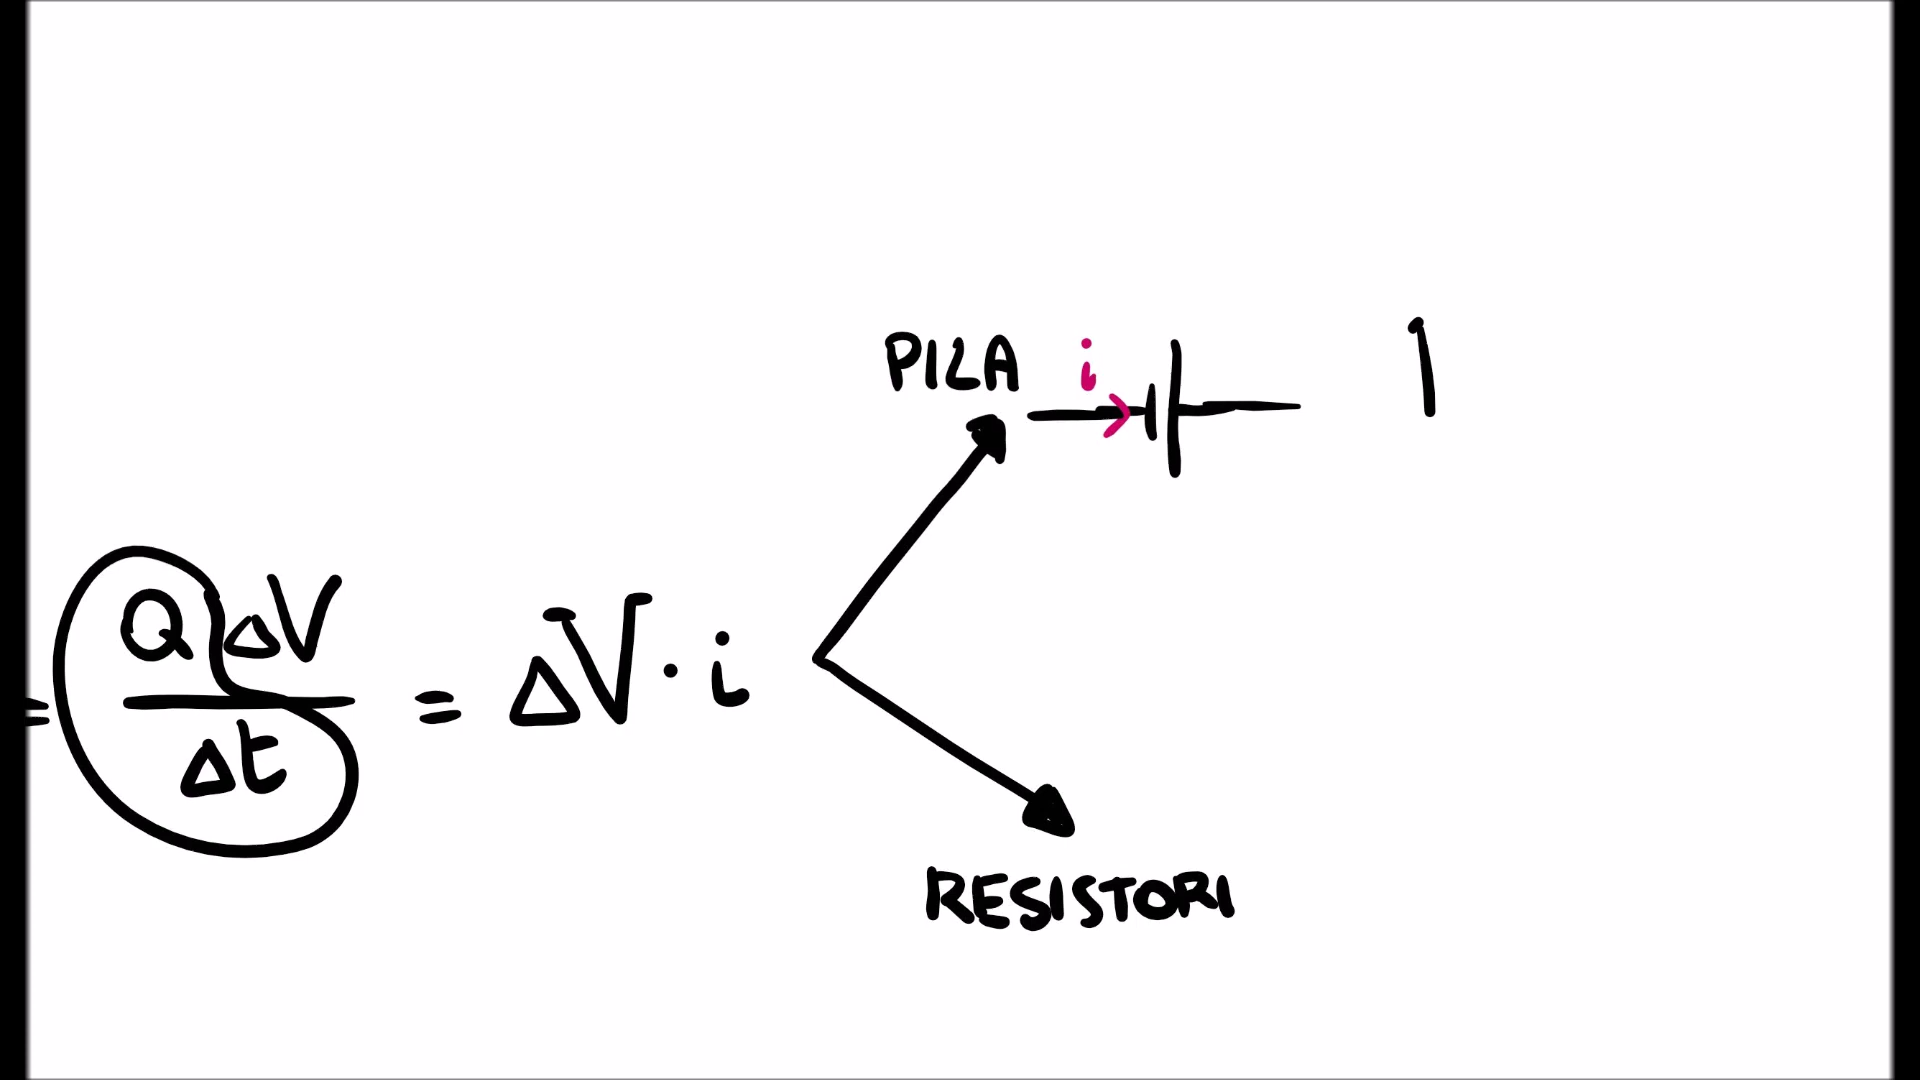 PILA i
= Q ΔV / Δt = ΔV · i
RESISTORI